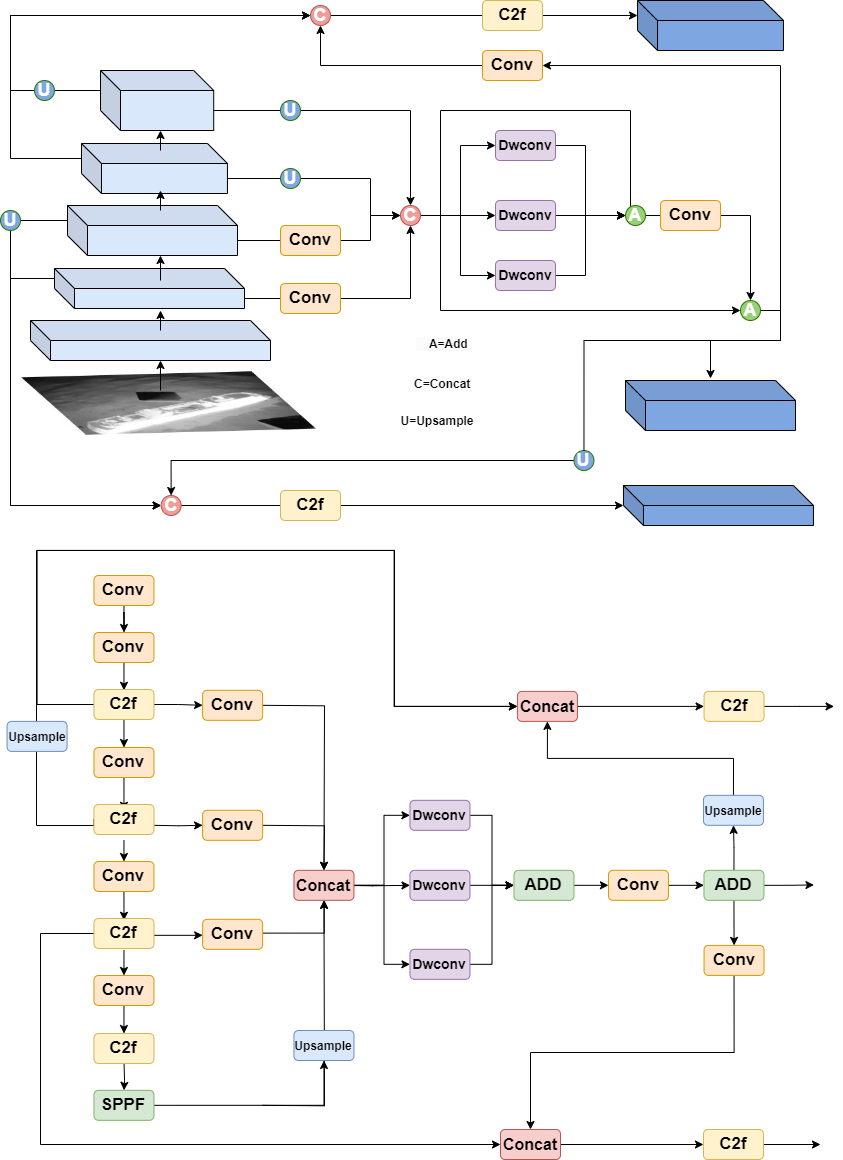 C
C2f
Conv
U
U
U
Dwconv
U
C
Dwconv
A
Conv
Conv
Dwconv
Conv
A
A=Add
C=Concat
U=Upsample
U
C
C2f
Conv
Conv
C2f
Conv
Concat
C2f
Upsample
Conv
Upsample
C2f
Conv
Dwconv
Conv
Concat
Dwconv
ADD
Conv
ADD
C2f
Conv
Dwconv
Conv
Conv
C2f
Upsample
SPPF
Concat
C2f